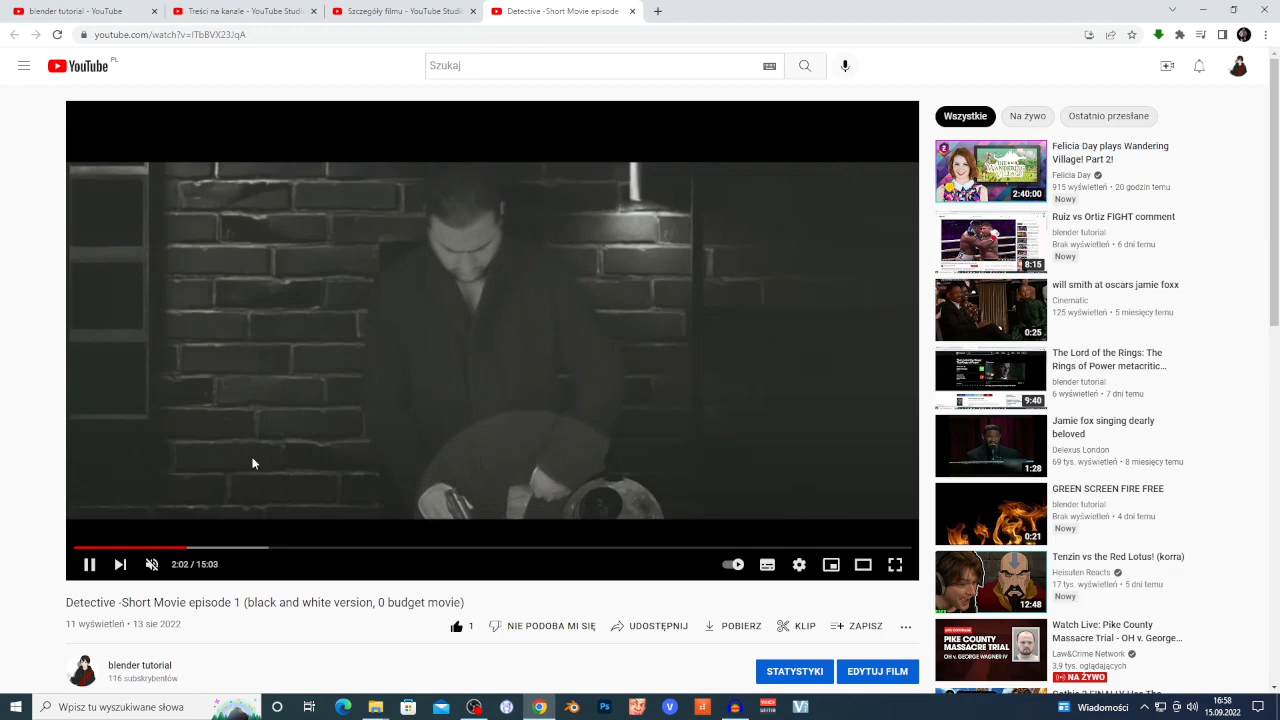 blender tutorial - YouTube
Treści na kanale - YouTube Studio
Szczegóły filmu - YouTube Studio
Detective -Short Movie episode
youtube.com/watch?v=ITbBVX23JqA
YouTube PL
Szukaj
Wszystkie
Na żywo
Ostatnio przesłane
THE WANDERING VILLAGE
2:40:00
Felicia Day plays Wandering
Village! Part 2!
Felicia Day
915 wyświetleń • 20 godzin temu
Nowy
8:15
Ruiz vs Ortiz FIGHT comment
blender tutorial
Brak wyświetleń • 6 dni temu
Nowy
0:25
will smith at oscars jamie foxx
Cinematic
125 wyświetleń • 5 miesięcy temu
9:40
The Lord of the Rings: The
Rings of Power metacritic...
blender tutorial
6 wyświetleń • 7 dni temu
1:28
Jamie fox singing dearly
beloved
Delexus London
69 tys. wyświetleń • 8 miesięcy temu
0:21
GREEN SCREEN FIRE FREE
blender tutorial
Brak wyświetleń • 4 dni temu
Nowy
12:48
Tenzin vs the Red Lotus! (korra)
Heisuten Reacts
17 tys. wyświetleń • 5 dni temu
Nowy
LIVE COVERAGE
PIKE COUNTY
MASSACRE TRIAL
OH v. GEORGE WAGNER IV
Watch Live: Pike County
Massacre Trial - OH v. George...
Law&Crime Network
3,9 tys. oglądających
NA ŻYWO
2:02 / 15:03
Detective -Short Movie episode 1 (black and white version, 0 budget movie)
11 wyświetleń • 13 sie 2022
1
NIE PODOBA MI SIĘ
UDOSTĘPNIJ
POBIERZ
KLIP
ZAPISZ
blender tutorial
116 subskrybentów
STATYSTYKI
EDYTUJ FILM
Wpisz tu wyszukiwane słowa
Ps
Wiadomości
16:58
15.09.2022